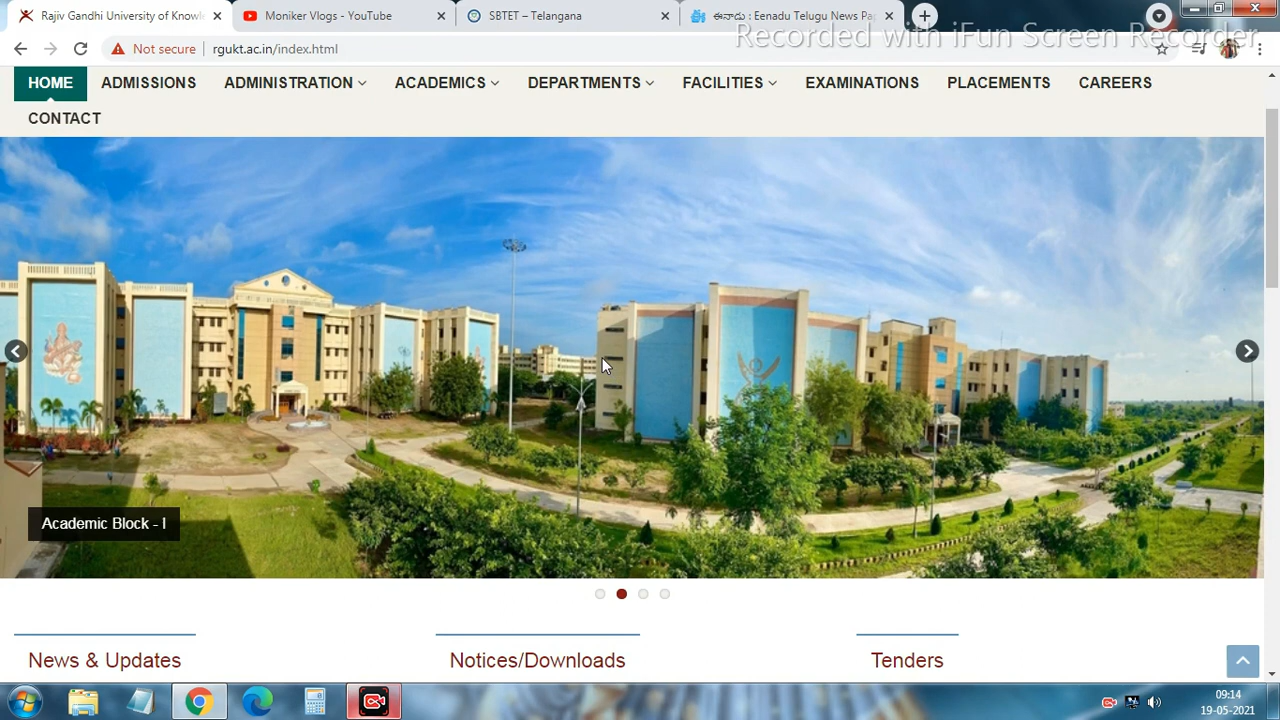 Rajiv Gandhi University of Knowl
Moniker Vlogs - YouTube
SBTET – Telangana
ఈనాడు : Eenadu Telugu News Pap
Not secure
rgukt.ac.in/index.html
Recorded with iFun Screen Recorder
HOME
ADMISSIONS
ADMINISTRATION
ACADEMICS
DEPARTMENTS
FACILITIES
EXAMINATIONS
PLACEMENTS
CAREERS
CONTACT
Academic Block - I
News & Updates
Notices/Downloads
Tenders
09:14
19-05-2021